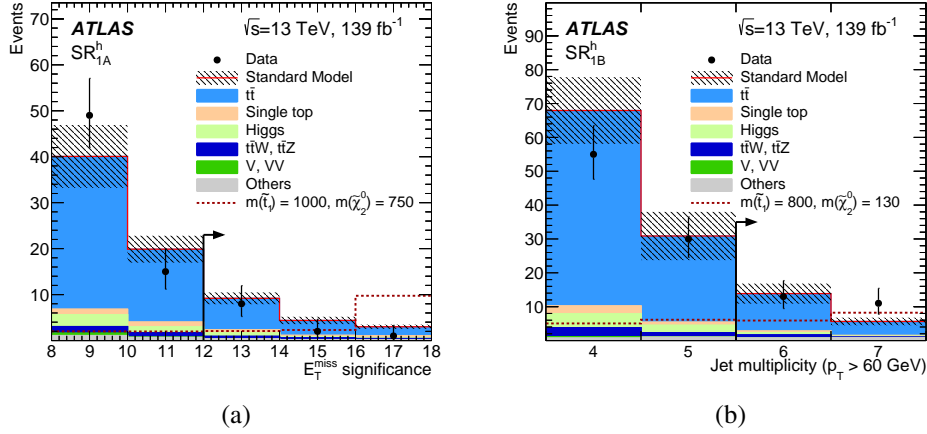 Events
70
60
50
40
30
20
10
ATLAS
√s=13 TeV, 139 fb⁻¹
SR^h_1A
Data
Standard Model
tt̄
Single top
Higgs
tt̄W, tt̄Z
V, VV
Others
m(t̃₁) = 1000, m(χ̃⁰₂) = 750
8 9 10 11 12 13 14 15 16 17 18
E_T^miss significance
(a)
Events
100
90
80
70
60
50
40
30
20
10
0
ATLAS
√s=13 TeV, 139 fb⁻¹
SR^h_1B
Data
Standard Model
tt̄
Single top
Higgs
tt̄W, tt̄Z
V, VV
Others
m(t̃₁) = 800, m(χ̃⁰₂) = 130
4 5 6 7
Jet multiplicity (p_T > 60 GeV)
(b)